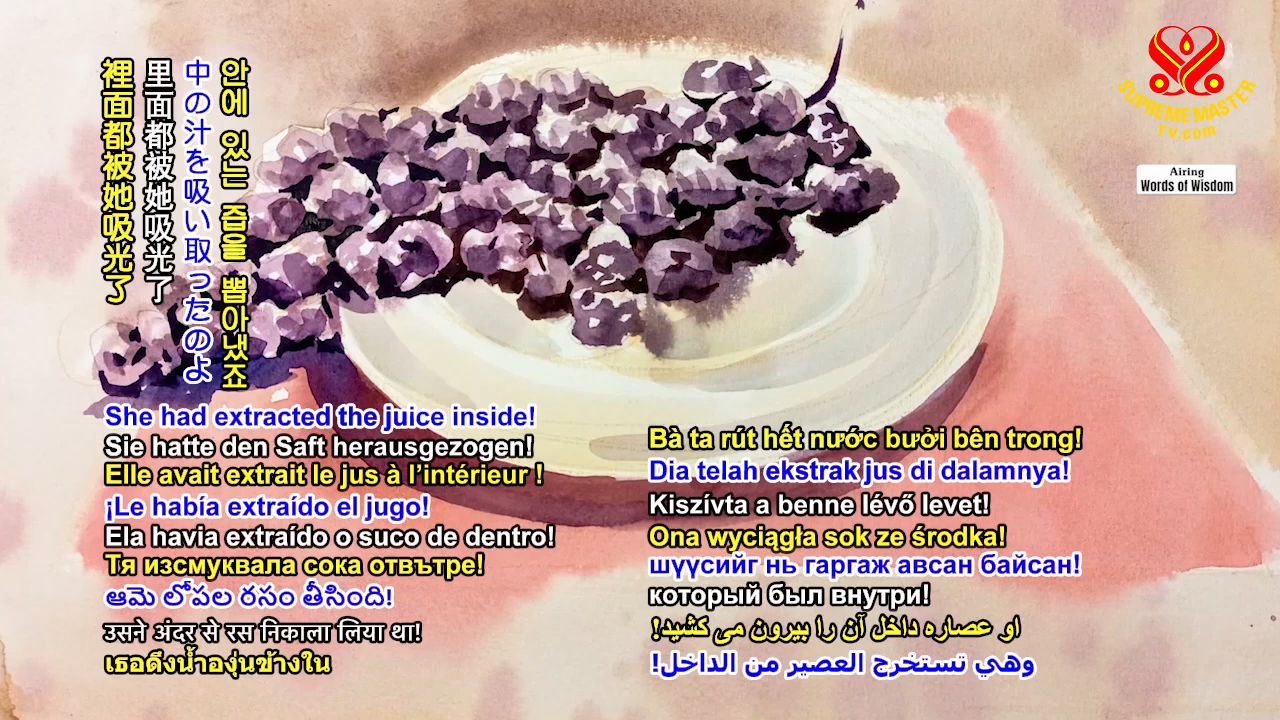 裡面都被她吸光了
里面都被她吸光了
中の汁を吸い取ったのよ
안에 있는 즙을 뽑아냈죠
She had extracted the juice inside!
Sie hatte den Saft herausgezogen!
Elle avait extrait le jus à l’intérieur !
¡Le había extraído el jugo!
Ela havia extraído o suco de dentro!
Тя изсмуквала сока отвътре!
ఆమె లోపల రసం తీసింది!
उसने अंदर से रस निकाला लिया था!
เธอดึงน้ำองุ่นข้างใน
Bà ta rút hết nước bưởi bên trong!
Dia telah ekstrak jus di dalamnya!
Kiszívta a benne lévő levet!
Ona wyciągła sok ze środka!
шүүсийг нь гаргаж авсан байсан!
который был внутри!
او عصاره داخل آن را بیرون می کشید!
وهي تستخرج العصير من الداخل!
SUPREME MASTER
TV.com
Airing
Words of Wisdom